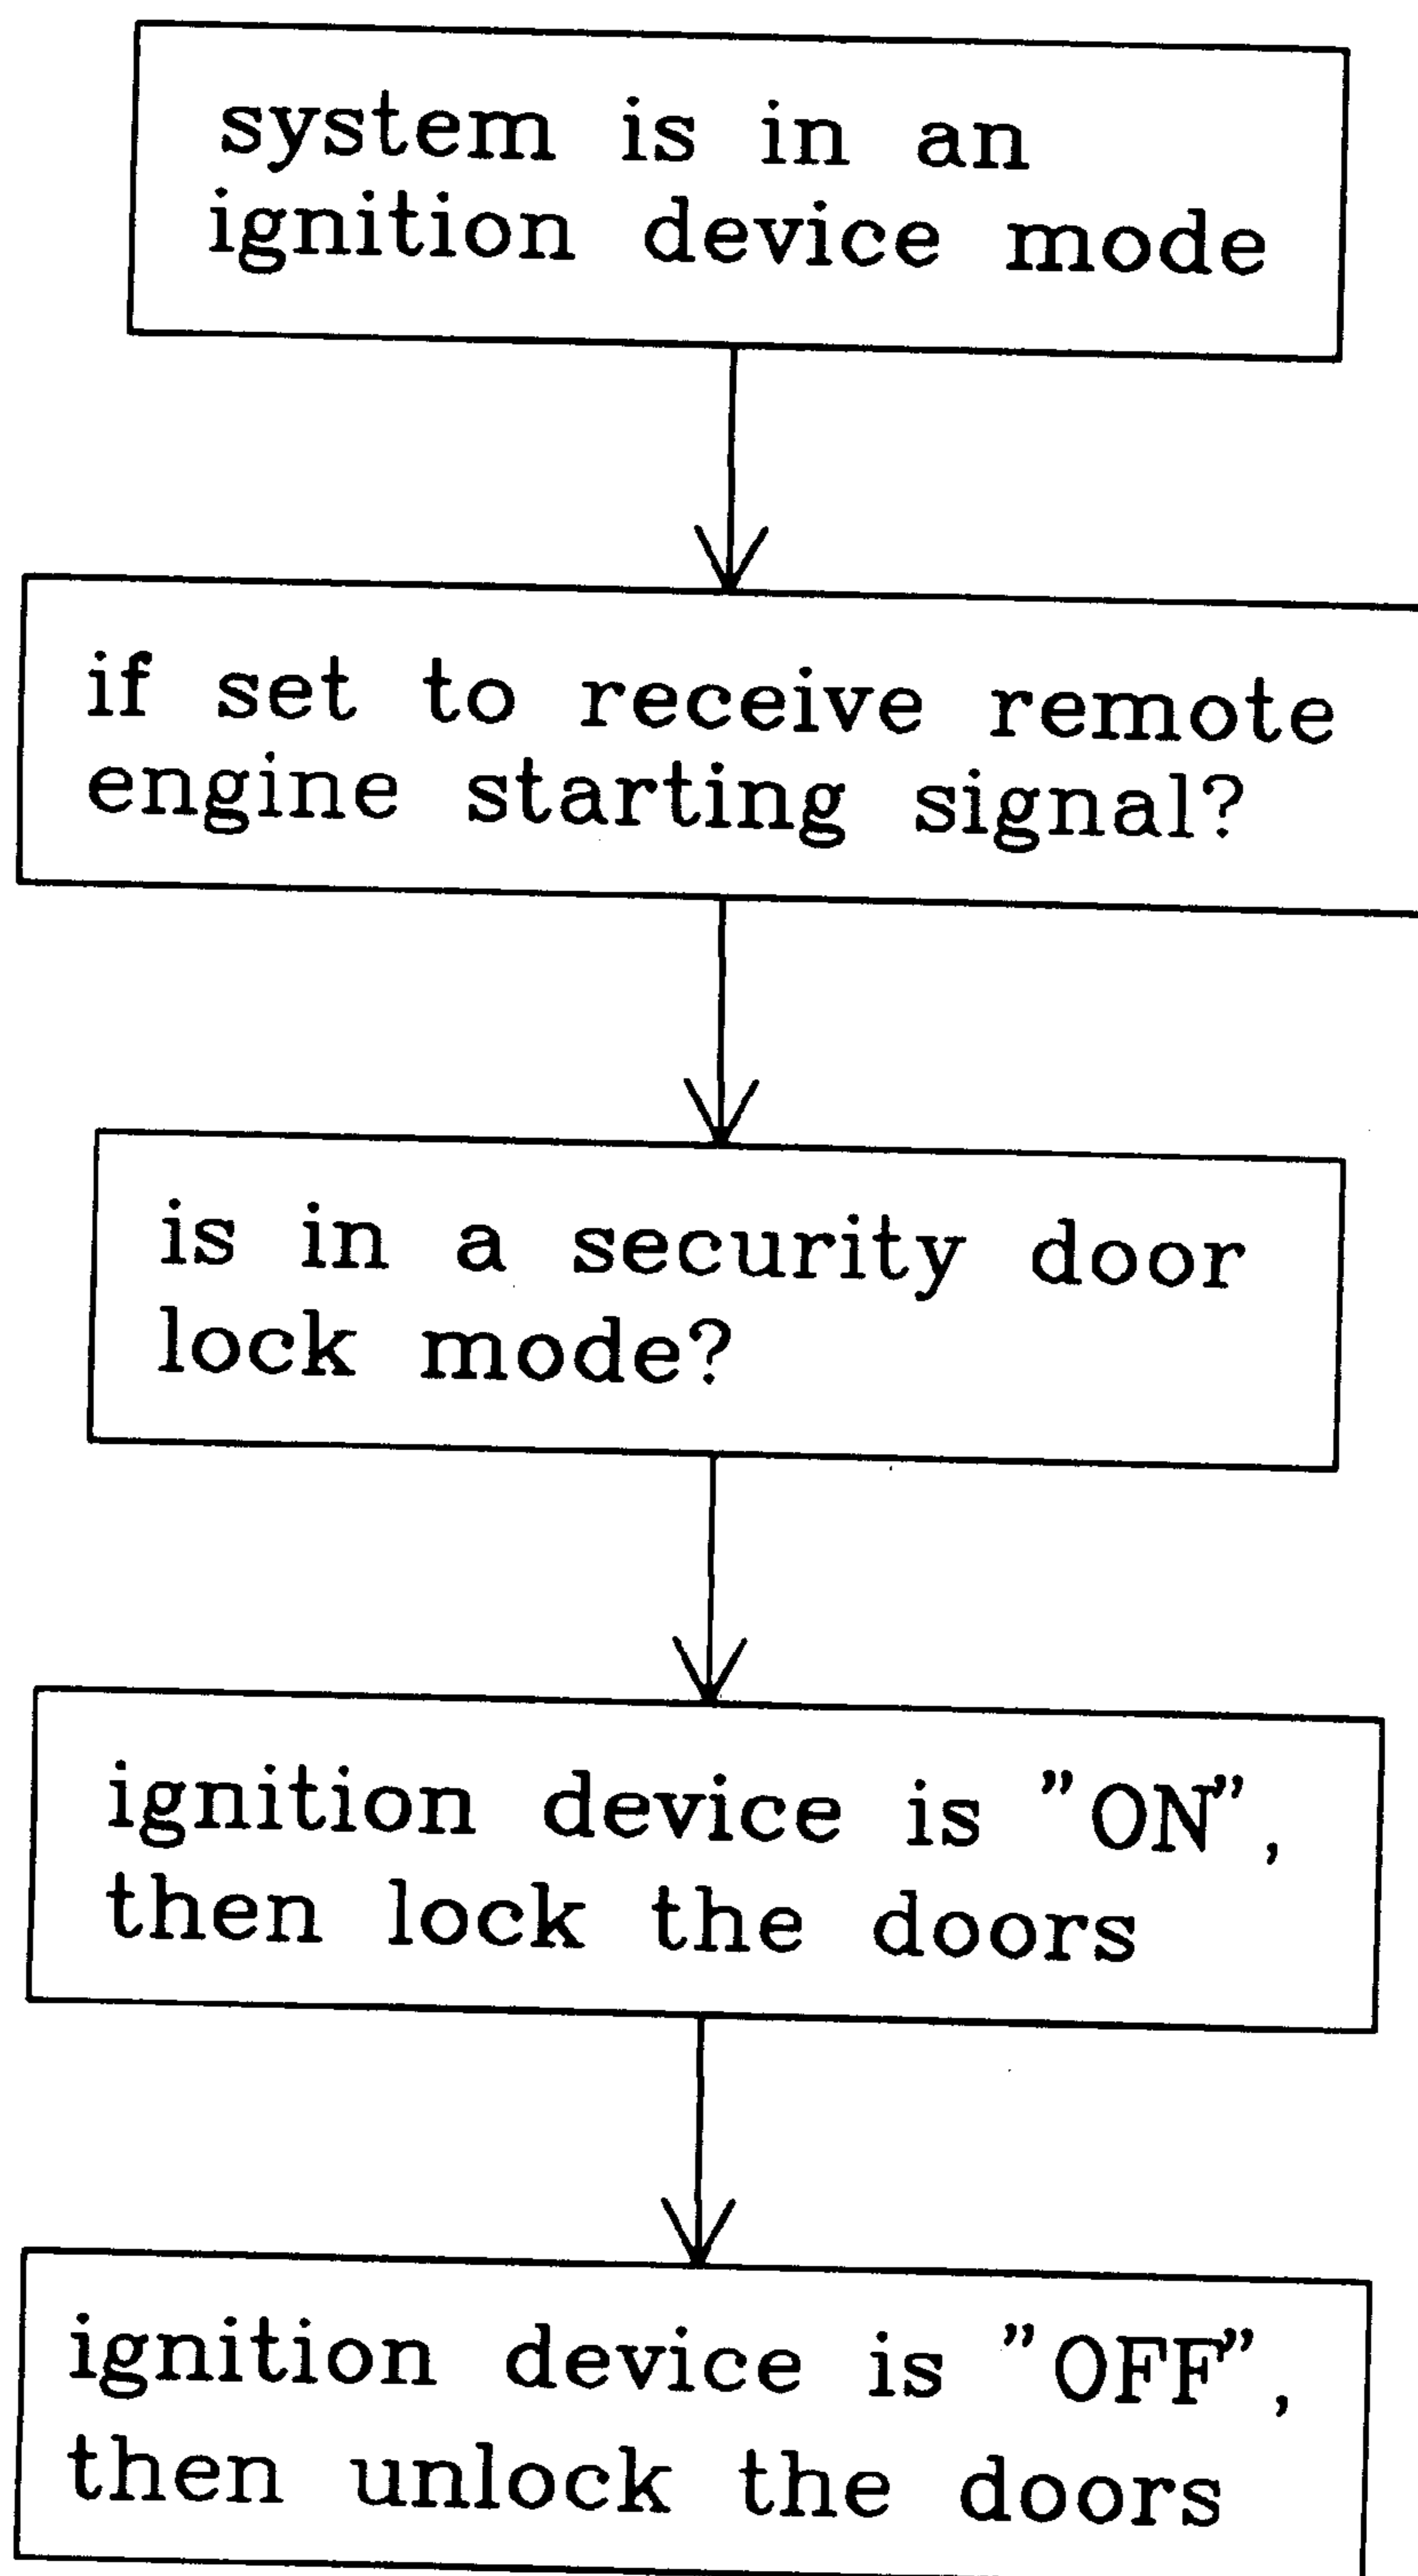 system is in an
ignition device mode
if set to receive remote
engine starting signal?
is in a security door
lock mode?
ignition device is "ON",
then lock the doors
ignition device is "OFF",
then unlock the doors